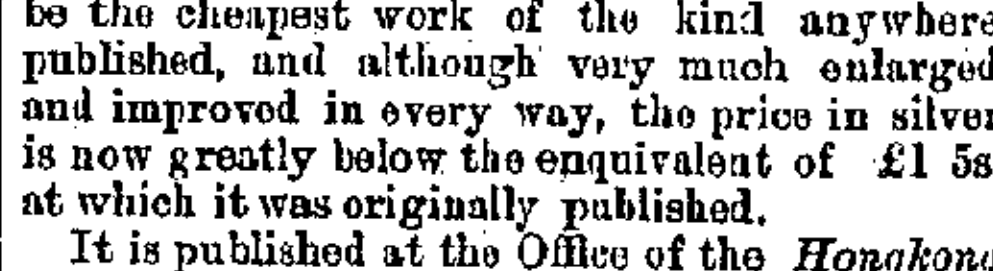 be the cheapest work of the kind anywhere
published, and although very much enlarged
and improved in every way, the price in silver
is now greatly below the enquivalent of £1 5s
at which it was originally published.
It is published at the Office of the Hongkong